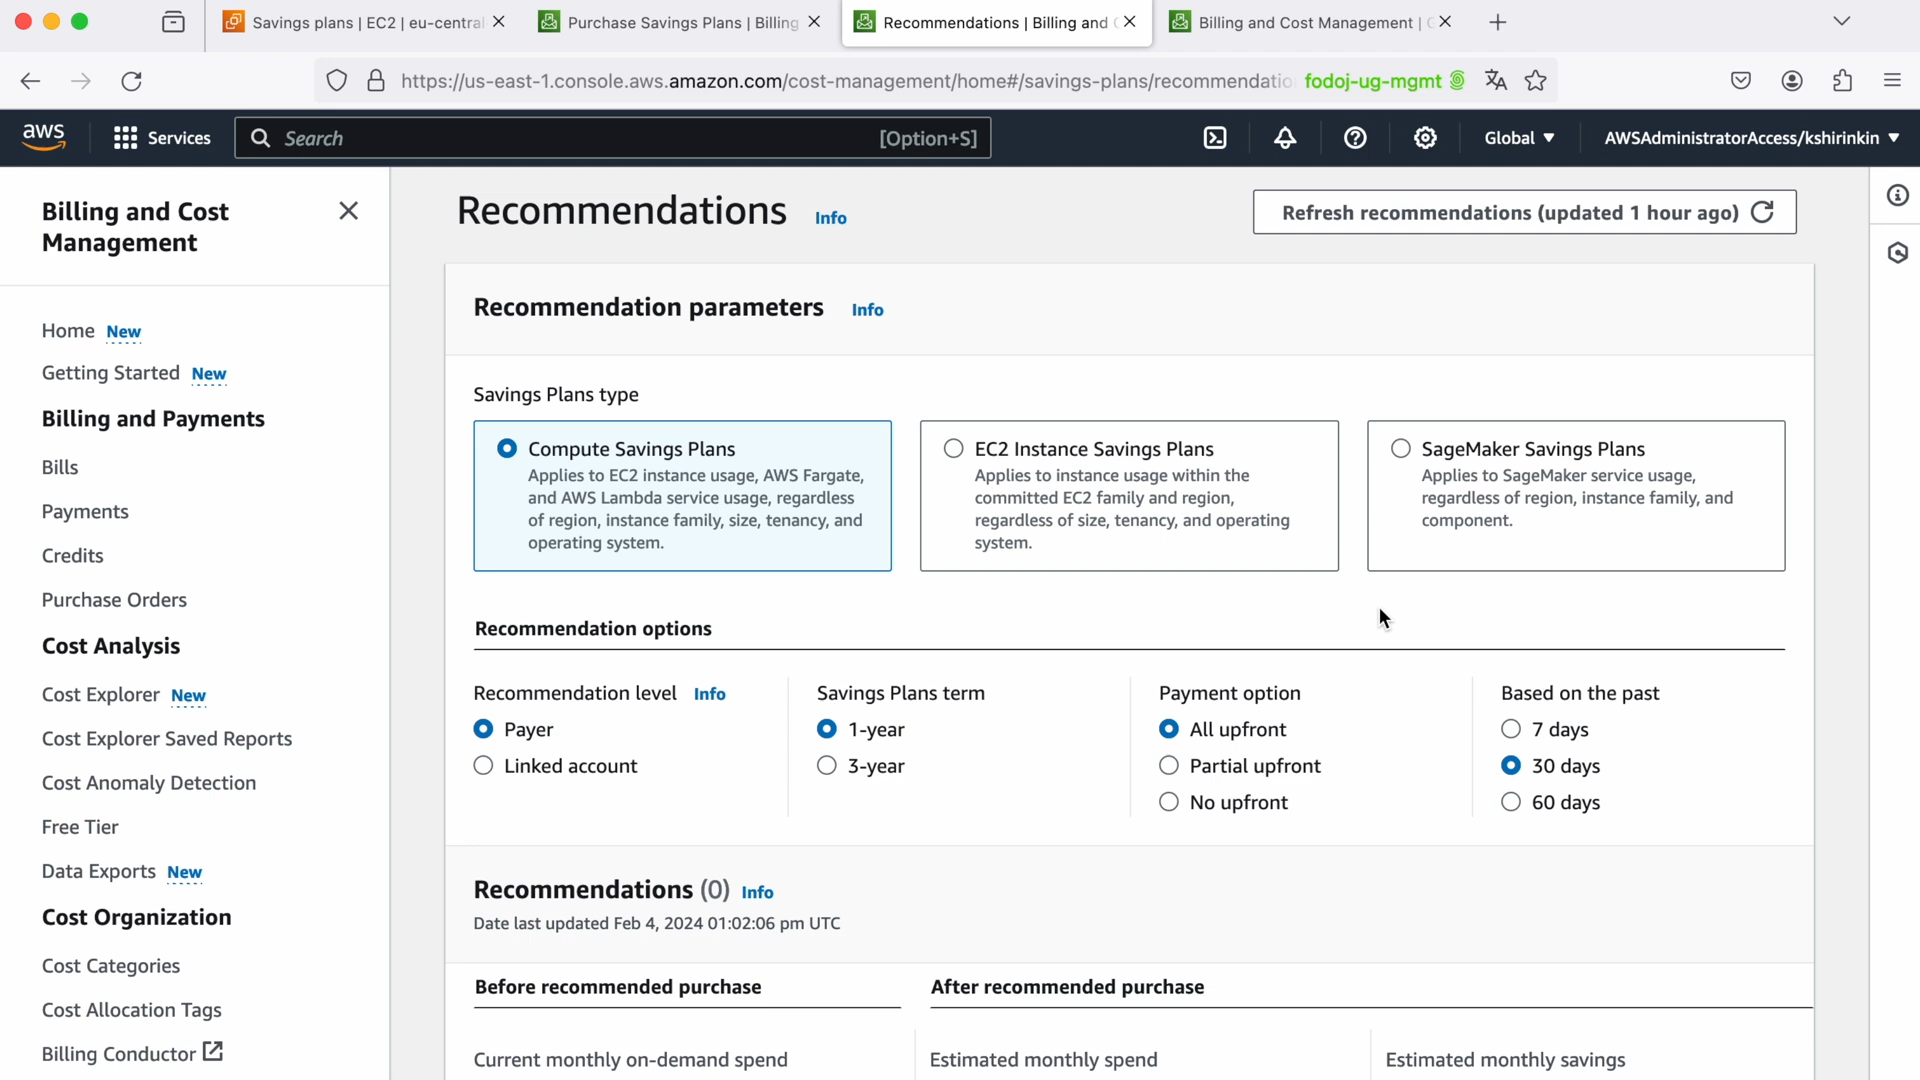 Savings plans | EC2 | eu-central
Purchase Savings Plans | Billing
Recommendations | Billing and
Billing and Cost Management |
https://us-east-1.console.aws.amazon.com/cost-management/home#/savings-plans/recommendatio
fodoj-ug-mgmt
aws
Services
Search
[Option+S]
Global
AWSAdministratorAccess/kshirinkin
Billing and Cost
Management
Home New
Getting Started New
Billing and Payments
Bills
Payments
Credits
Purchase Orders
Cost Analysis
Cost Explorer New
Cost Explorer Saved Reports
Cost Anomaly Detection
Free Tier
Data Exports New
Cost Organization
Cost Categories
Cost Allocation Tags
Billing Conductor
Recommendations Info
Refresh recommendations (updated 1 hour ago)
Recommendation parameters Info
Savings Plans type
Compute Savings Plans
Applies to EC2 instance usage, AWS Fargate,
and AWS Lambda service usage, regardless
of region, instance family, size, tenancy, and
operating system.
EC2 Instance Savings Plans
Applies to instance usage within the
committed EC2 family and region,
regardless of size, tenancy, and operating
system.
SageMaker Savings Plans
Applies to SageMaker service usage,
regardless of region, instance family, and
component.
Recommendation options
Recommendation level Info
Payer
Linked account
Savings Plans term
1-year
3-year
Payment option
All upfront
Partial upfront
No upfront
Based on the past
7 days
30 days
60 days
Recommendations (0) Info
Date last updated Feb 4, 2024 01:02:06 pm UTC
Before recommended purchase
After recommended purchase
Current monthly on-demand spend
Estimated monthly spend
Estimated monthly savings